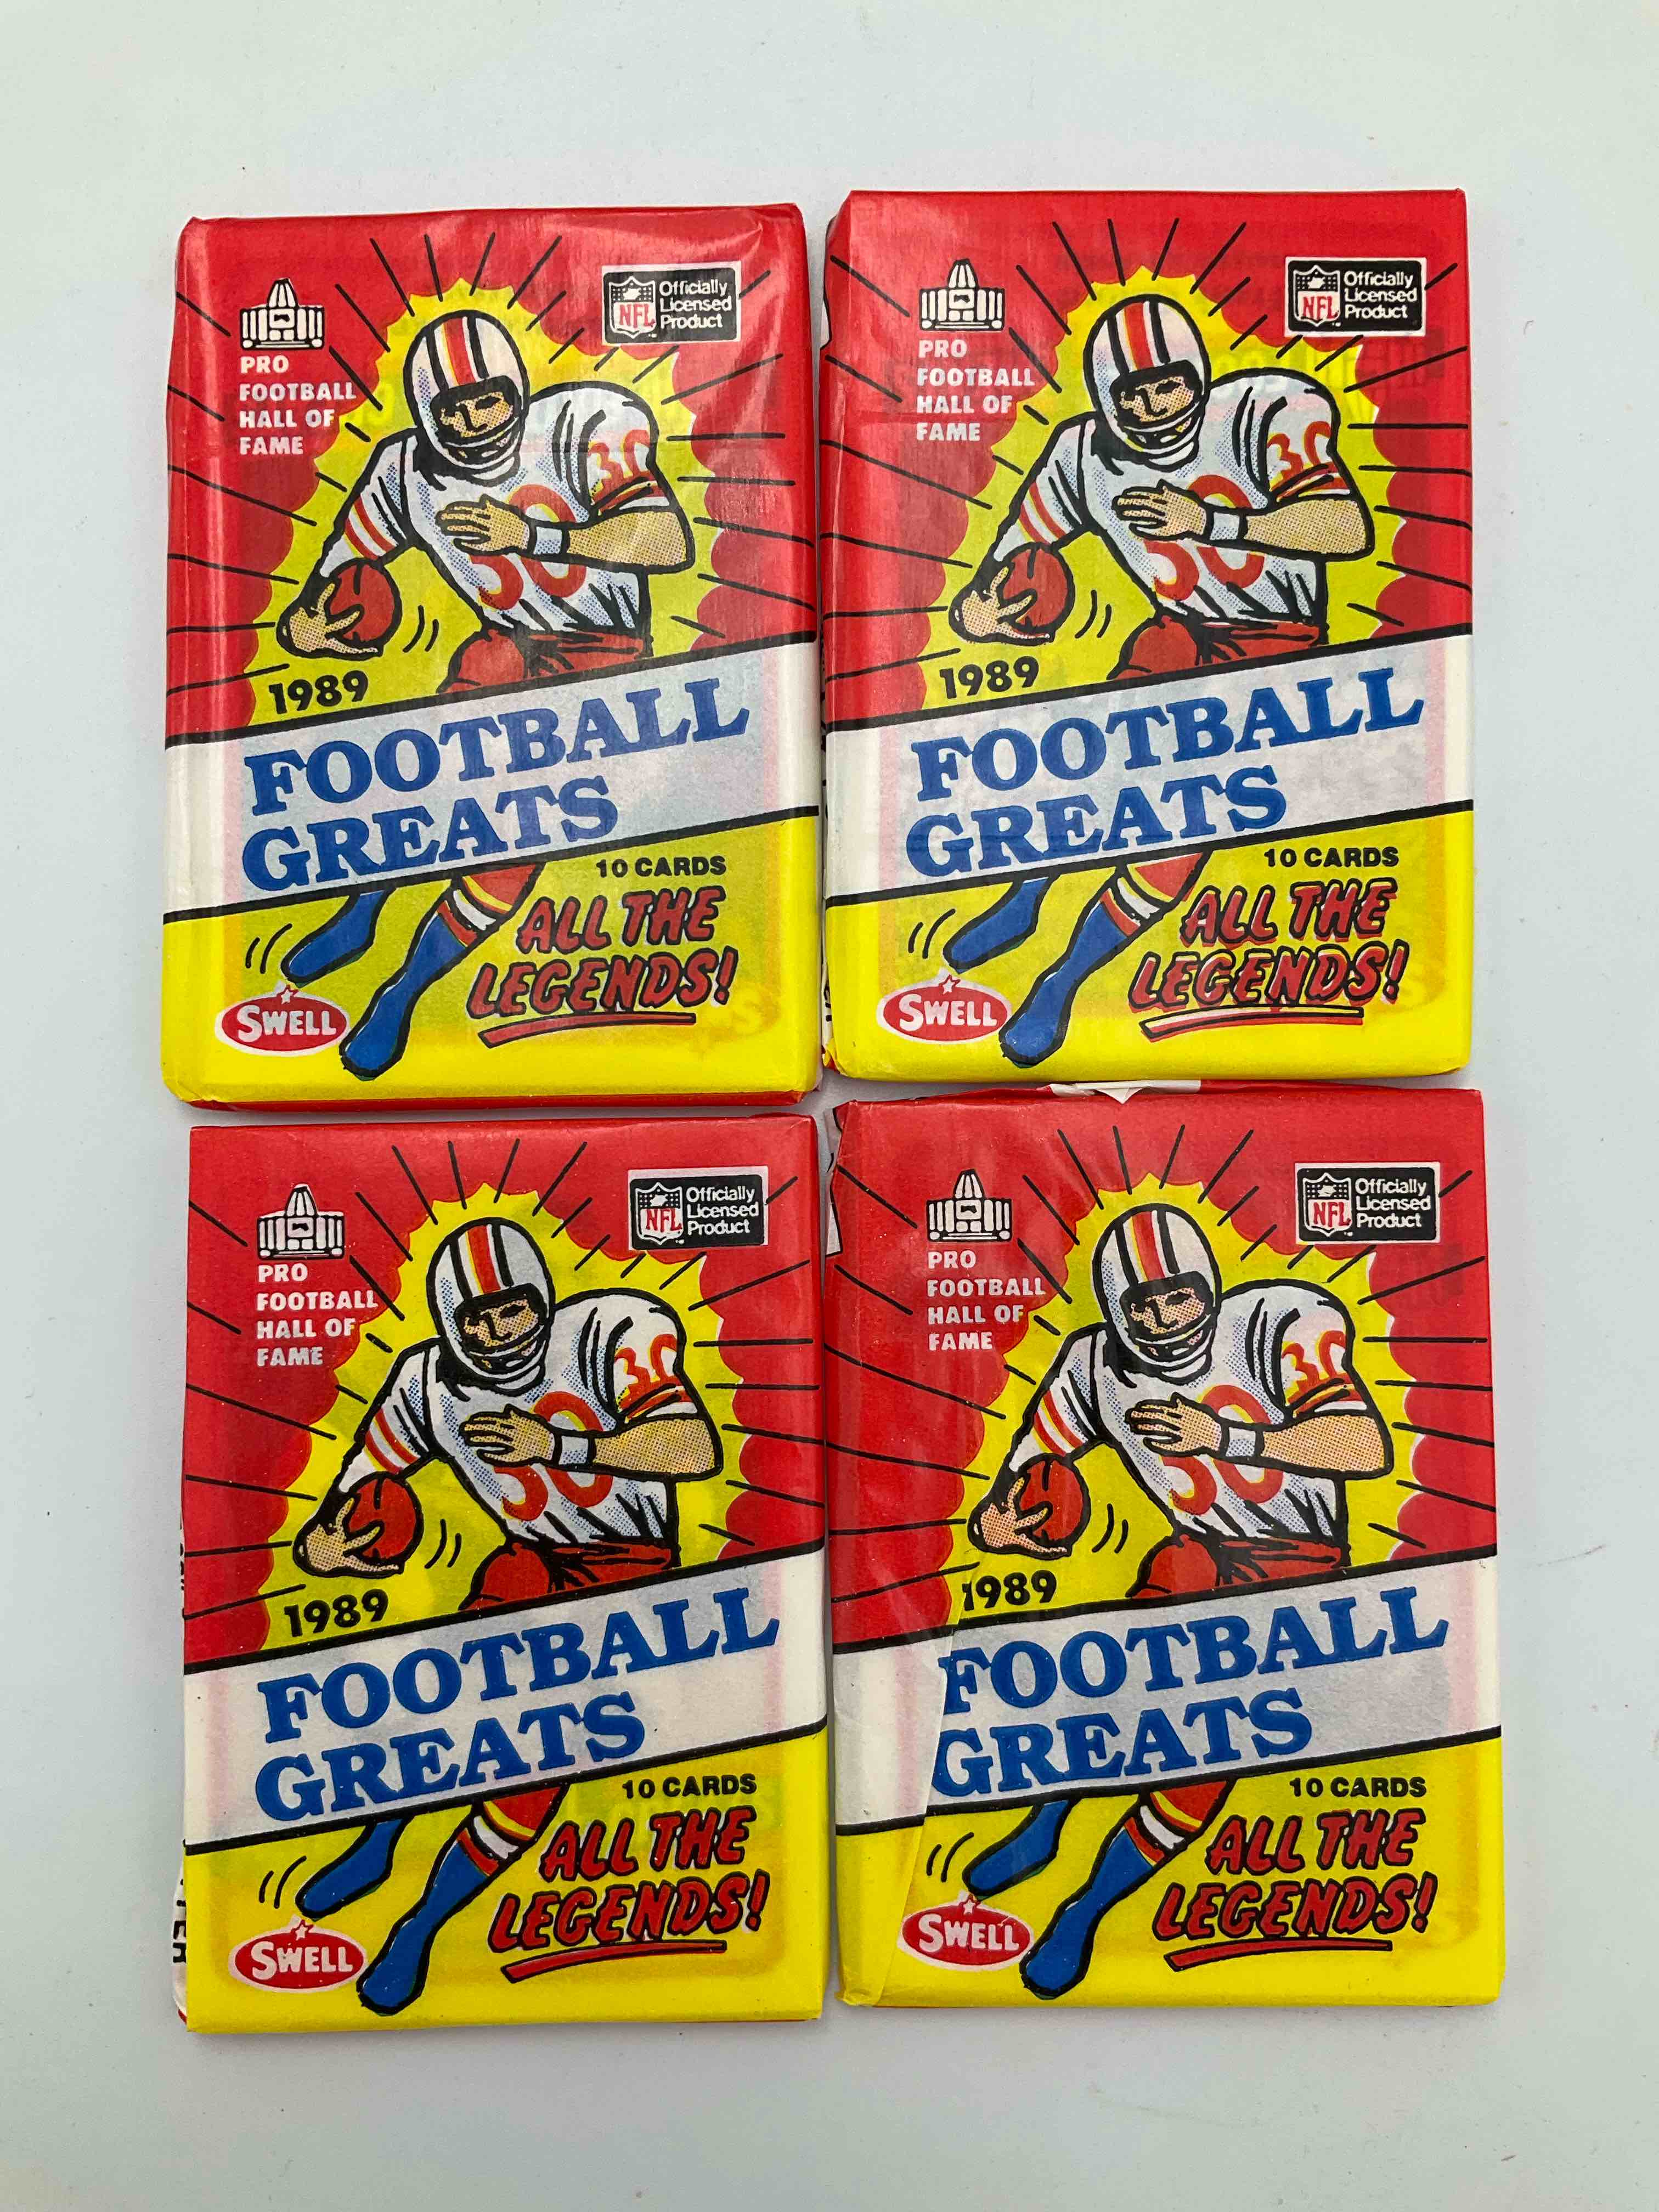 PRO
FOOTBALL
HALL OF
FAME
NFL
Officially
Licensed
Product
30
30
1989
FOOTBALL
GREATS
10 CARDS
ALL THE
LEGENDS!
SWELL
PRO
FOOTBALL
HALL OF
FAME
NFL
Officially
Licensed
Product
30
30
1989
FOOTBALL
GREATS
10 CARDS
ALL THE
LEGENDS!
SWELL
PRO
FOOTBALL
HALL OF
FAME
NFL
Officially
Licensed
Product
30
30
1989
FOOTBALL
GREATS
10 CARDS
ALL THE
LEGENDS!
SWELL
PRO
FOOTBALL
HALL OF
FAME
NFL
Officially
Licensed
Product
30
30
1989
FOOTBALL
GREATS
10 CARDS
ALL THE
LEGENDS!
SWELL